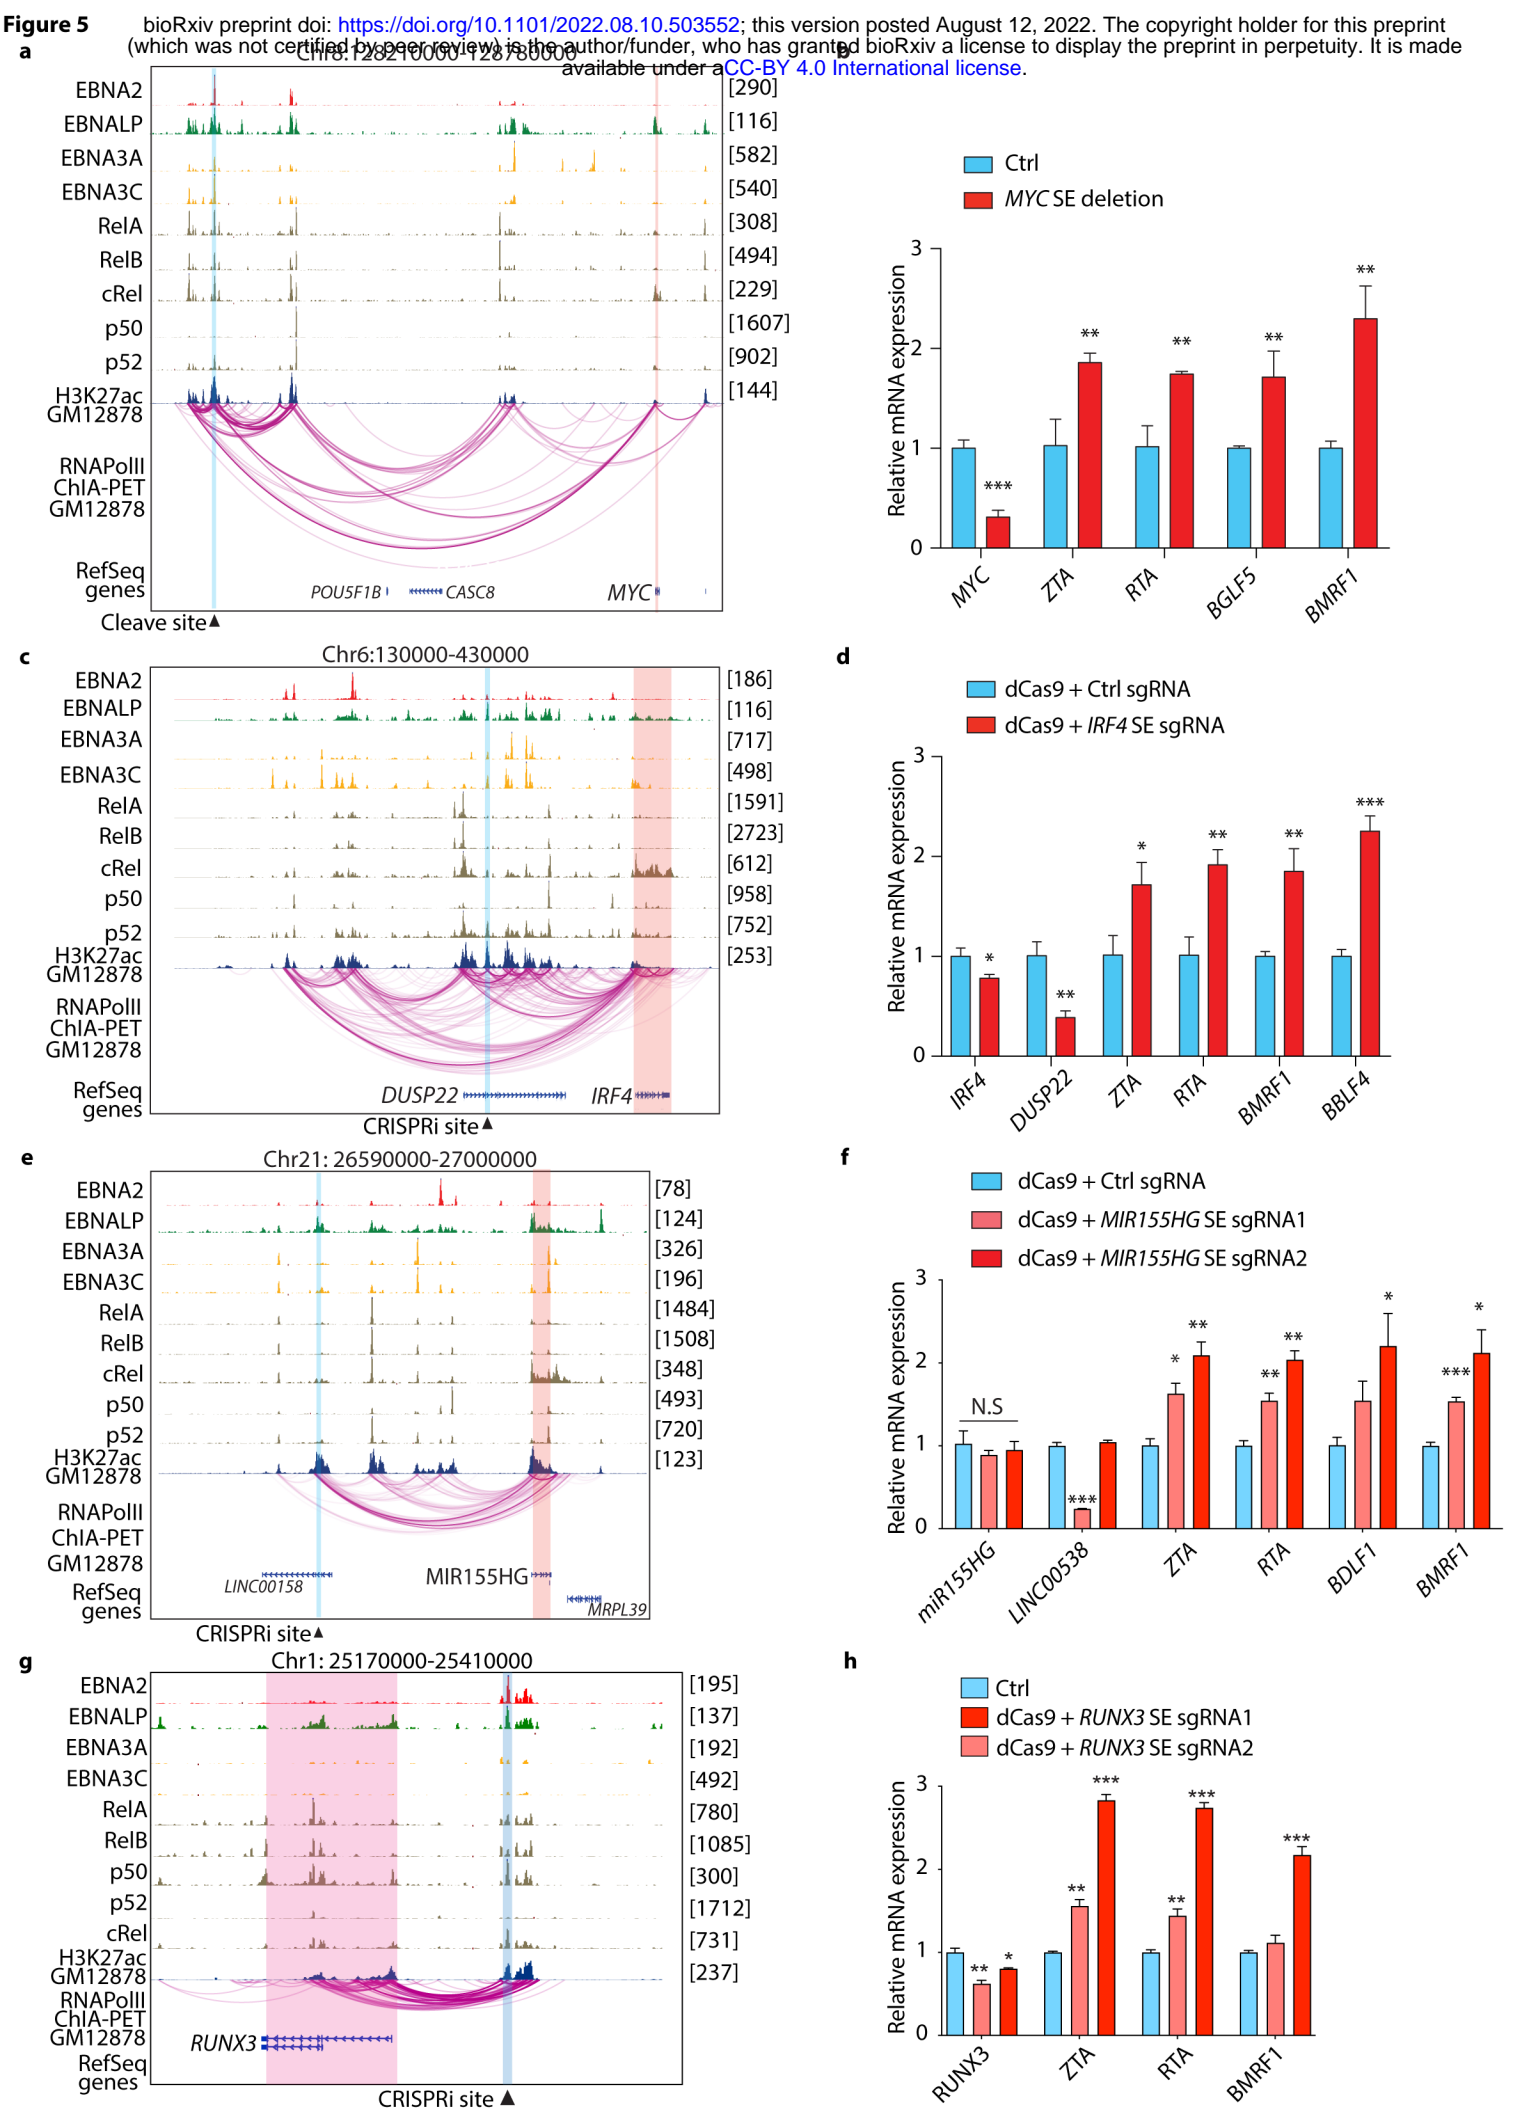 Figure 5
bioRxiv preprint doi: https://doi.org/10.1101/2022.08.10.503552; this version posted August 12, 2022. The copyright holder for this preprint
(which was not certified by peer review) is the author/funder, who has granted bioRxiv a license to display the preprint in perpetuity. It is made
available under aCC-BY 4.0 International license.
a
Chr8:128210000-128780000
EBNA2 [290]
EBNALP [116]
EBNA3A [582]
EBNA3C [540]
RelA [308]
RelB [494]
cRel [229]
p50 [1607]
p52 [902]
H3K27ac [144]
GM12878
RNAPolII
ChIA-PET
GM12878
RefSeq
genes
POU5F1B CASC8 MYC
Cleave site
b
Ctrl
MYC SE deletion
Relative mRNA expression
3
2
1
0
*** ** ** ** **
MYC ZTA RTA BGLF5 BMRF1
c
Chr6:130000-430000
EBNA2 [186]
EBNALP [116]
EBNA3A [717]
EBNA3C [498]
RelA [1591]
RelB [2723]
cRel [612]
p50 [958]
p52 [752]
H3K27ac [253]
GM12878
RNAPolII
ChIA-PET
GM12878
RefSeq
genes
DUSP22 IRF4
CRISPRi site
d
dCas9 + Ctrl sgRNA
dCas9 + IRF4 SE sgRNA
Relative mRNA expression
3
2
1
0
* ** * ** ** ***
IRF4 DUSP22 ZTA RTA BMRF1 BBLF4
e
Chr21: 26590000-27000000
EBNA2 [78]
EBNALP [124]
EBNA3A [326]
EBNA3C [196]
RelA [1484]
RelB [1508]
cRel [348]
p50 [493]
p52 [720]
H3K27ac [123]
GM12878
RNAPolII
ChIA-PET
GM12878
RefSeq
genes
LINC00158 MIR155HG MRPL39
CRISPRi site
f
dCas9 + Ctrl sgRNA
dCas9 + MIR155HG SE sgRNA1
dCas9 + MIR155HG SE sgRNA2
Relative mRNA expression
3
2
1
0
N.S *** * ** ** ** * *** *
miR155HG LINC00538 ZTA RTA BDLF1 BMRF1
g
Chr1: 25170000-25410000
EBNA2 [195]
EBNALP [137]
EBNA3A [192]
EBNA3C [492]
RelA [780]
RelB [1085]
p50 [300]
p52 [1712]
cRel [731]
H3K27ac
GM12878 [237]
RNAPolII
ChIA-PET
GM12878
RefSeq
genes
RUNX3
CRISPRi site
h
Ctrl
dCas9 + RUNX3 SE sgRNA1
dCas9 + RUNX3 SE sgRNA2
Relative mRNA expression
3
2
1
0
** * ** *** ** *** ***
RUNX3 ZTA RTA BMRF1